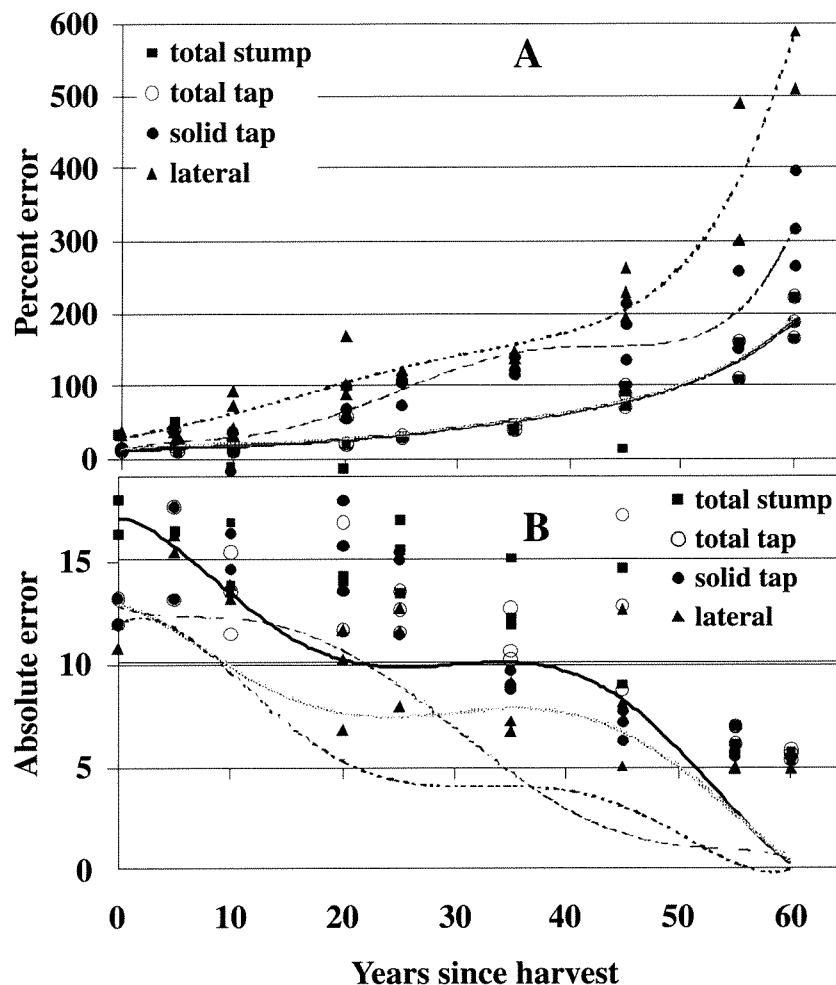 600
A
total stump
500
total tap
400
solid tap
lateral
300
200
100
0
Percent error
B
total stump
total tap
solid tap
lateral
15
10
5
0
Absolute error
0 10 20 30 40 50 60
Years since harvest